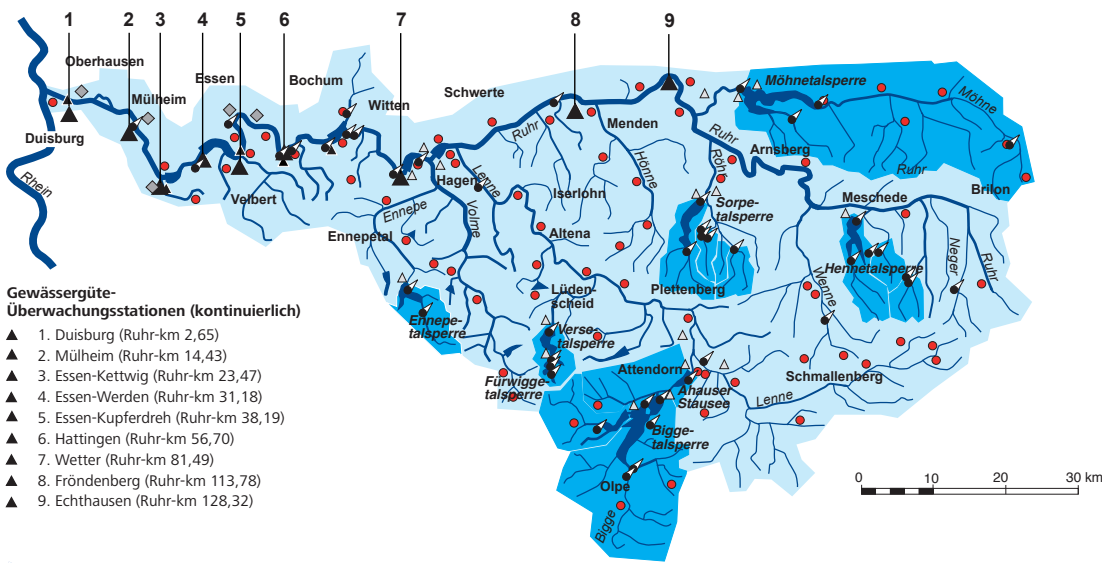 1 2 3 4 5 6 7 8 9
Oberhausen
Essen
Bochum
Mülheim
Witten
Schwerte
Möhnetalsperre
Möhne
Duisburg
Ruhr
Menden
Ruhr
Arnsberg
Rhein
Velbert
Hagen
Lenne
Iserlohn
Hönne
Röhr
Ruhr
Brilon
Ennepe
Volme
Meschede
Ennepetal
Altena
Sorpe-
talsperre
Hennetalsperre
Wenne
Neger
Ruhr
Plettenberg
Lüden-
scheid
Ennepe-
talsperre
Verse-
talsperre
Fürwigge-
talsperre
Attendorn
Ahauser
Stausee
Schmallenberg
Lenne
Bigge-
talsperre
Olpe
Bigge
Gewässergüte-
Überwachungsstationen (kontinuierlich)
1. Duisburg (Ruhr-km 2,65)
2. Mülheim (Ruhr-km 14,43)
3. Essen-Kettwig (Ruhr-km 23,47)
4. Essen-Werden (Ruhr-km 31,18)
5. Essen-Kupferdreh (Ruhr-km 38,19)
6. Hattingen (Ruhr-km 56,70)
7. Wetter (Ruhr-km 81,49)
8. Fröndenberg (Ruhr-km 113,78)
9. Echthausen (Ruhr-km 128,32)
0 10 20 30 km